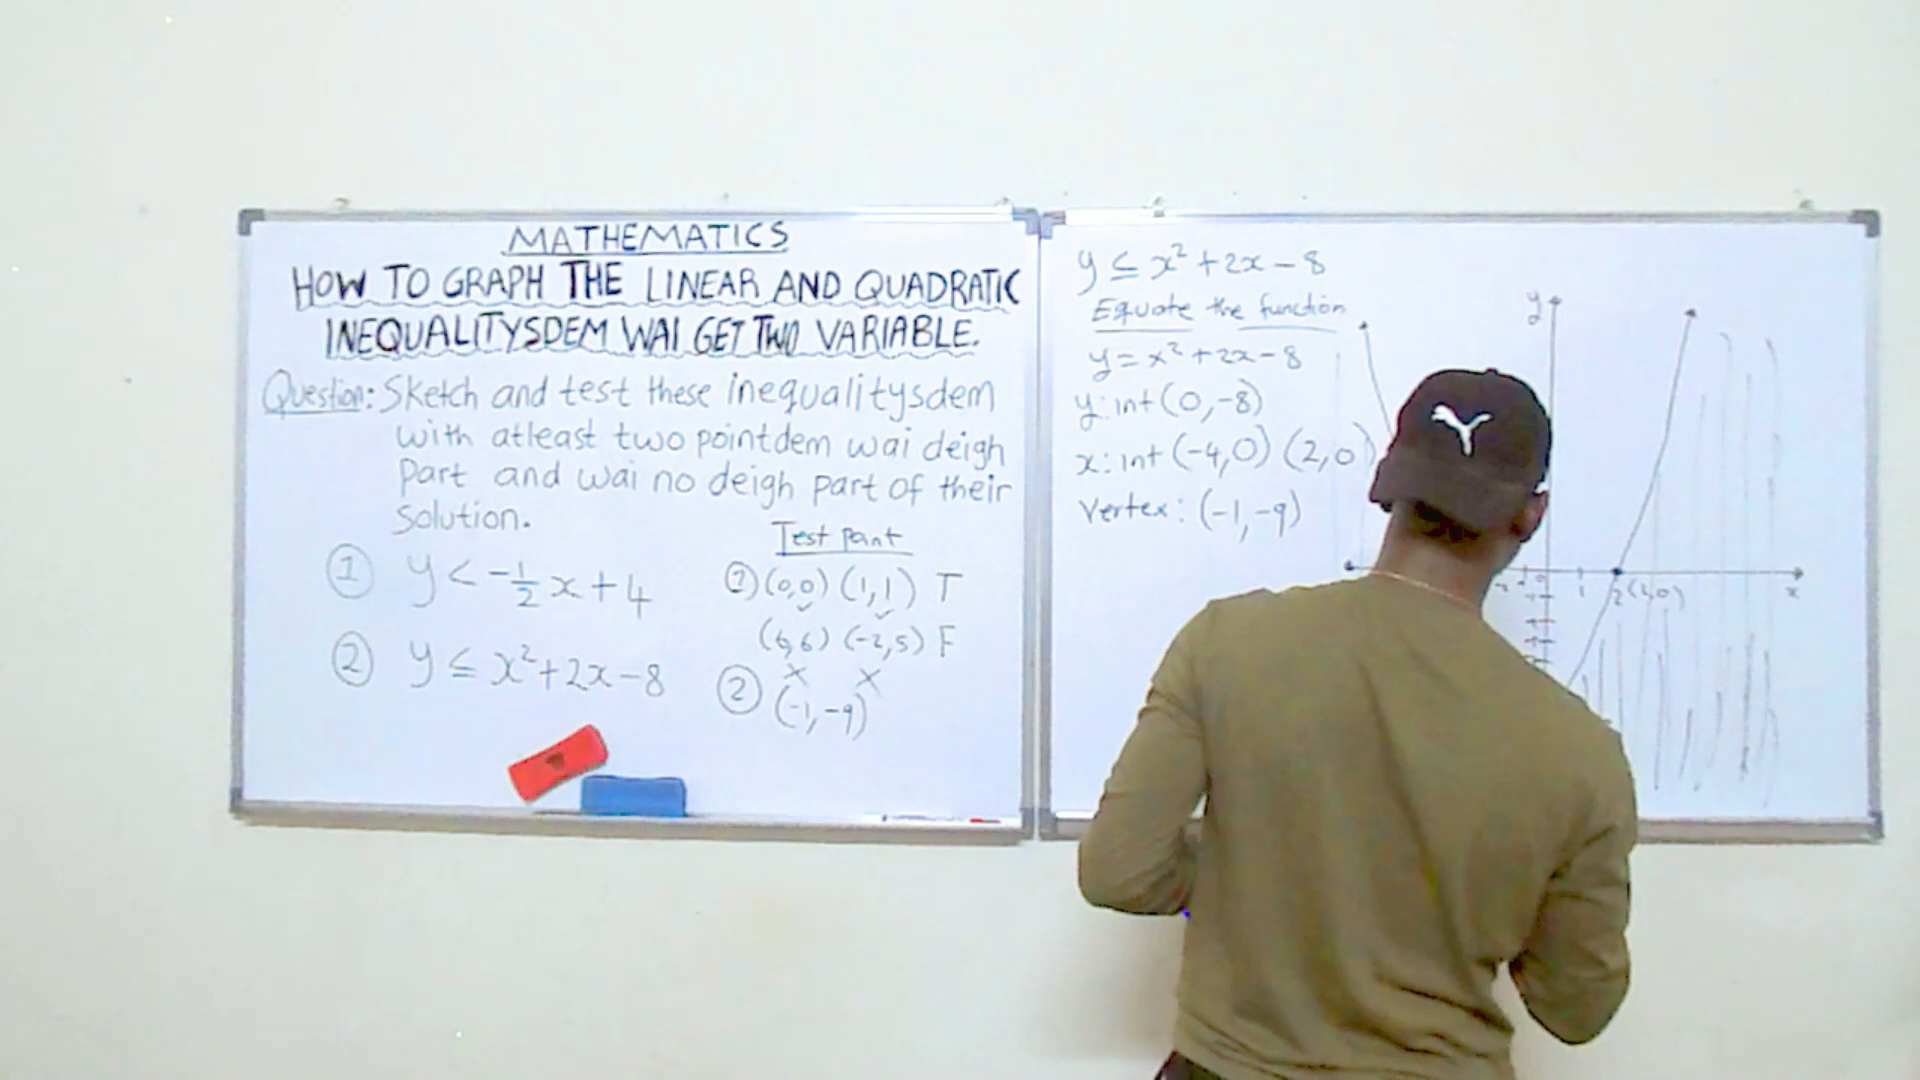 MATHEMATICS
HOW TO GRAPH THE LINEAR AND QUADRATIC
INEQUALITYSDEM WAI GET TWO VARIABLE.
Question: Sketch and test these inequalitysdem
with atleast two pointdem wai deigh
Part and wai no deigh part of their
solution.
Test point
① y < -1/2 x + 4
① (0,0) (1,1) T
(6,6) (-2,5) F
② y ≤ x²+2x-8
② (-1,-9)
y ≤ x²+2x-8
Equate the function
y = x²+2x-8
y: int (0,-8)
x: int (-4,0) (2,0)
Vertex: (-1,-9)
y
1 2 (2,0) x